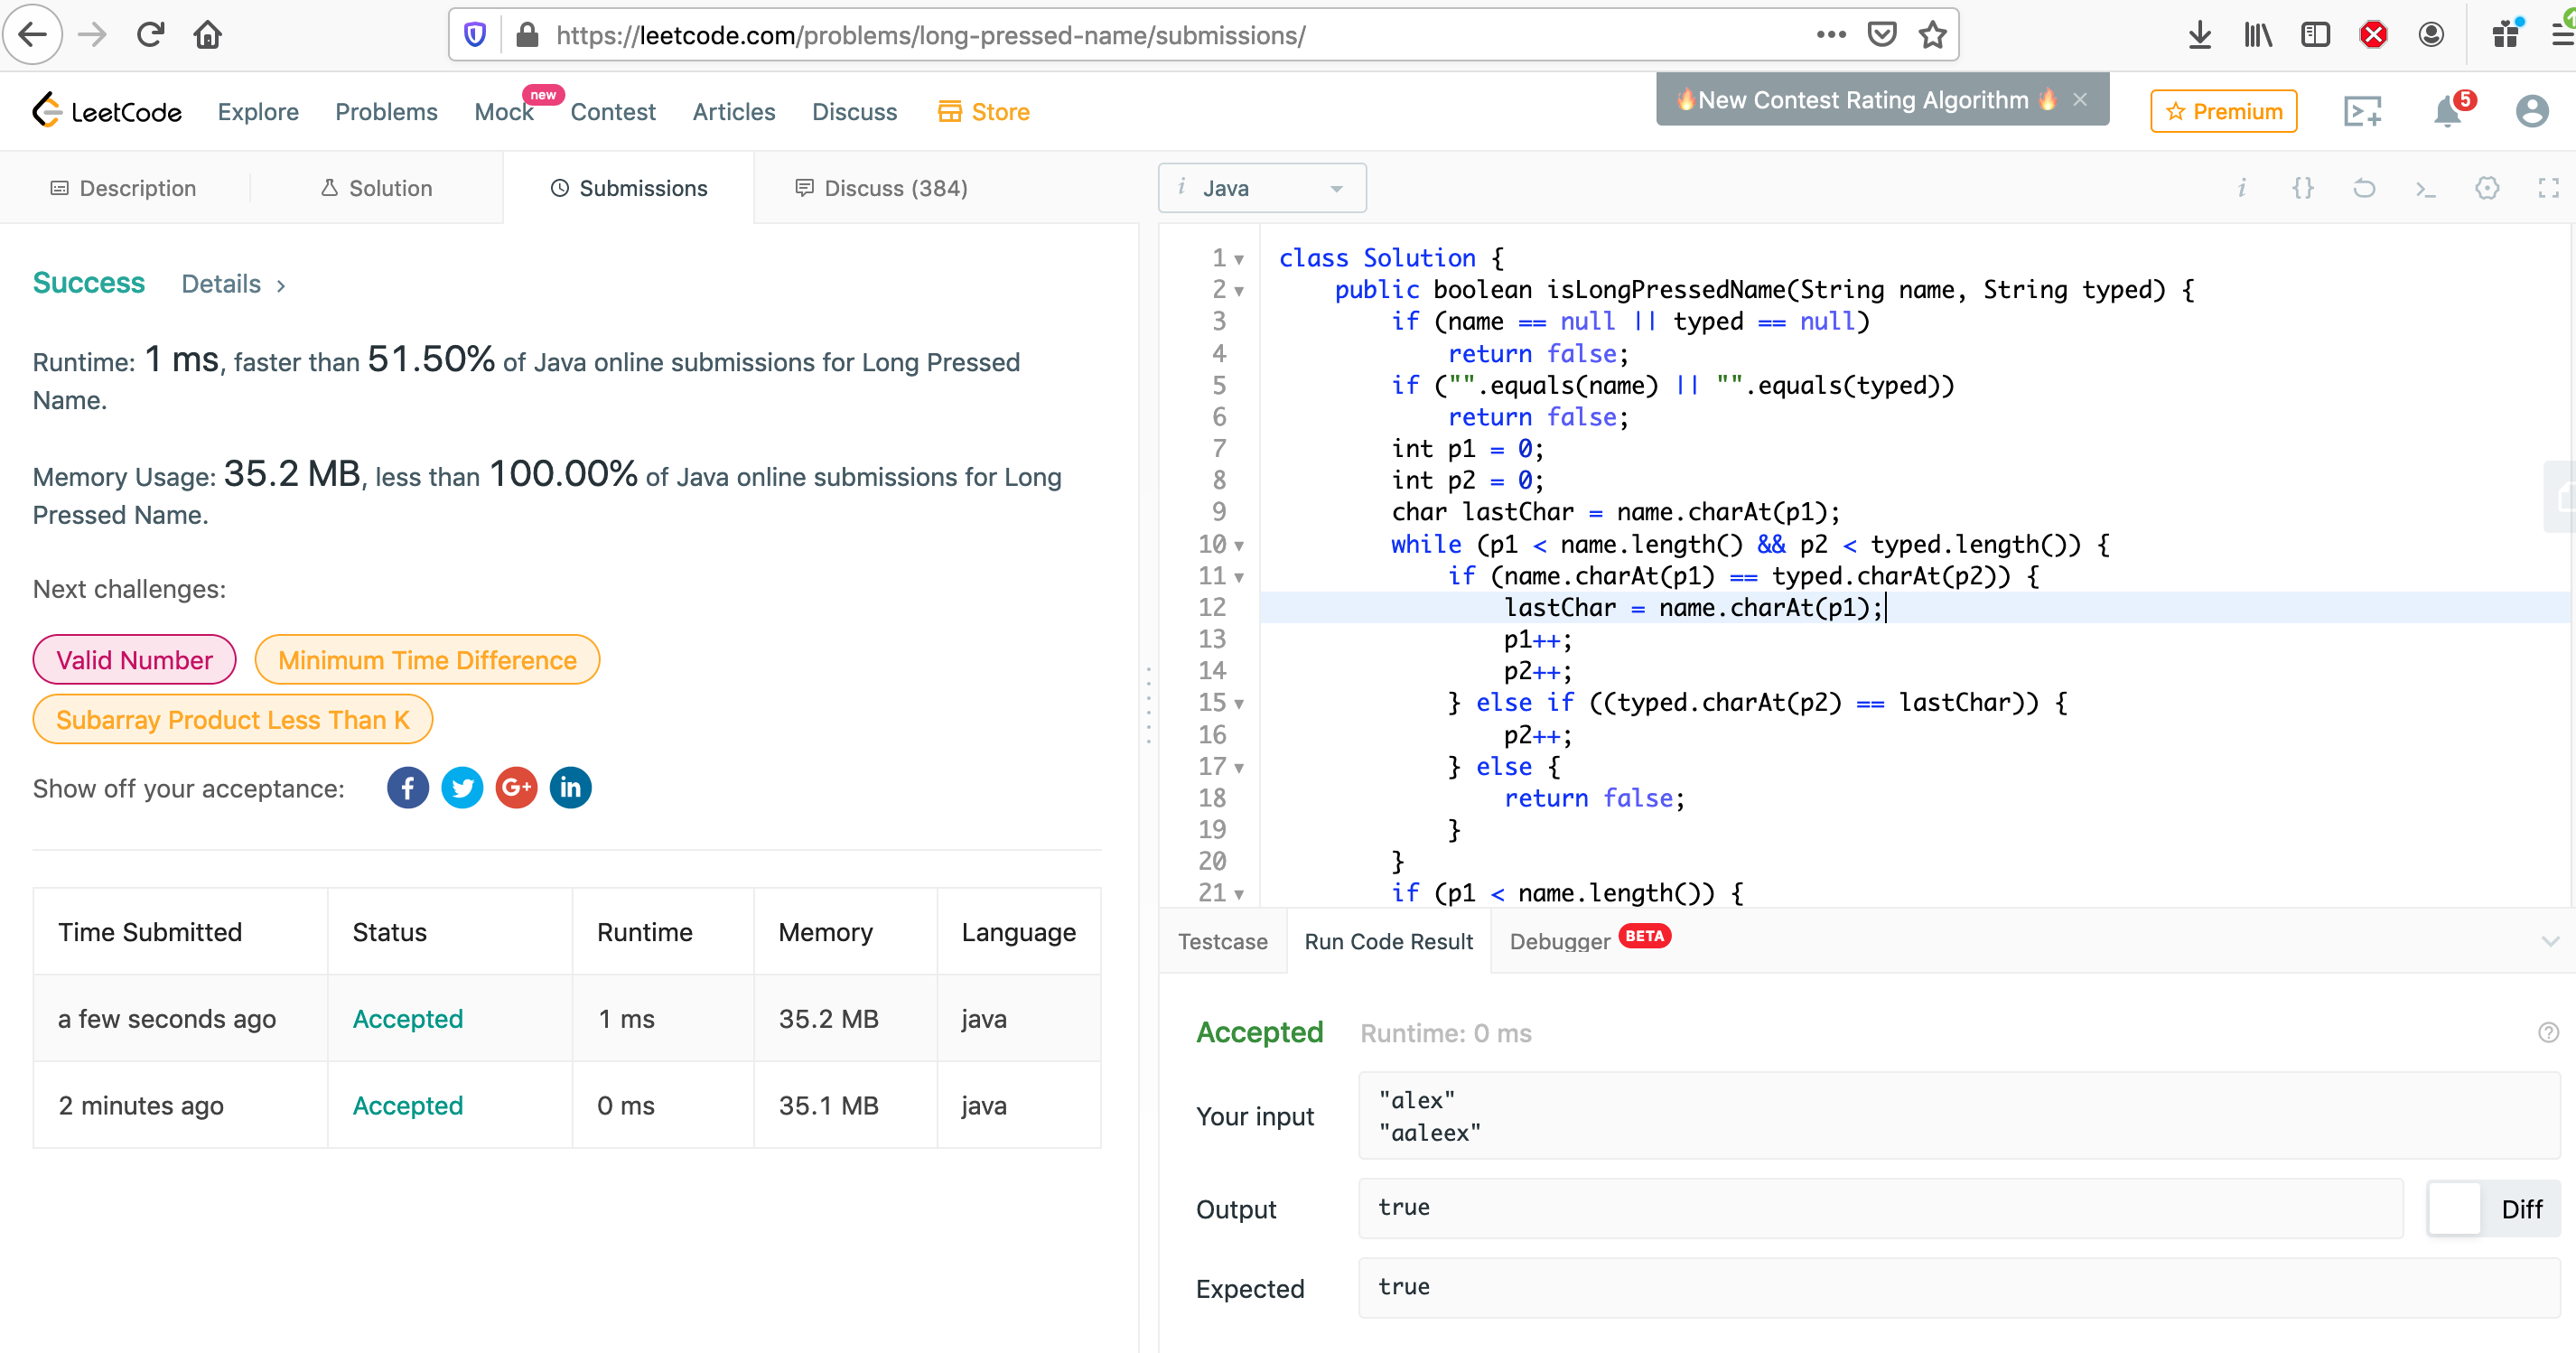 https://leetcode.com/problems/long-pressed-name/submissions/
LeetCode
Explore
Problems
Mock
new
Contest
Articles
Discuss
Store
🔥New Contest Rating Algorithm 🔥 ×
Premium
5
Description
Solution
Submissions
Discuss (384)
i Java
Success
Details >
Runtime: 1 ms, faster than 51.50% of Java online submissions for Long Pressed
Name.
Memory Usage: 35.2 MB, less than 100.00% of Java online submissions for Long
Pressed Name.
Next challenges:
Valid Number
Minimum Time Difference
Subarray Product Less Than K
Show off your acceptance:
f
G+
in
Time Submitted Status Runtime Memory Language
a few seconds ago Accepted 1 ms 35.2 MB java
2 minutes ago Accepted 0 ms 35.1 MB java
i {} >_
1 class Solution {
2 public boolean isLongPressedName(String name, String typed) {
3 if (name == null || typed == null)
4 return false;
5 if ("".equals(name) || "".equals(typed))
6 return false;
7 int p1 = 0;
8 int p2 = 0;
9 char lastChar = name.charAt(p1);
10 while (p1 < name.length() && p2 < typed.length()) {
11 if (name.charAt(p1) == typed.charAt(p2)) {
12 lastChar = name.charAt(p1);
13 p1++;
14 p2++;
15 } else if ((typed.charAt(p2) == lastChar)) {
16 p2++;
17 } else {
18 return false;
19 }
20 }
21 if (p1 < name.length()) {
Testcase
Run Code Result
Debugger BETA
Accepted
Runtime: 0 ms
Your input
"alex"
"aaleex"
Output
true
Diff
Expected
true